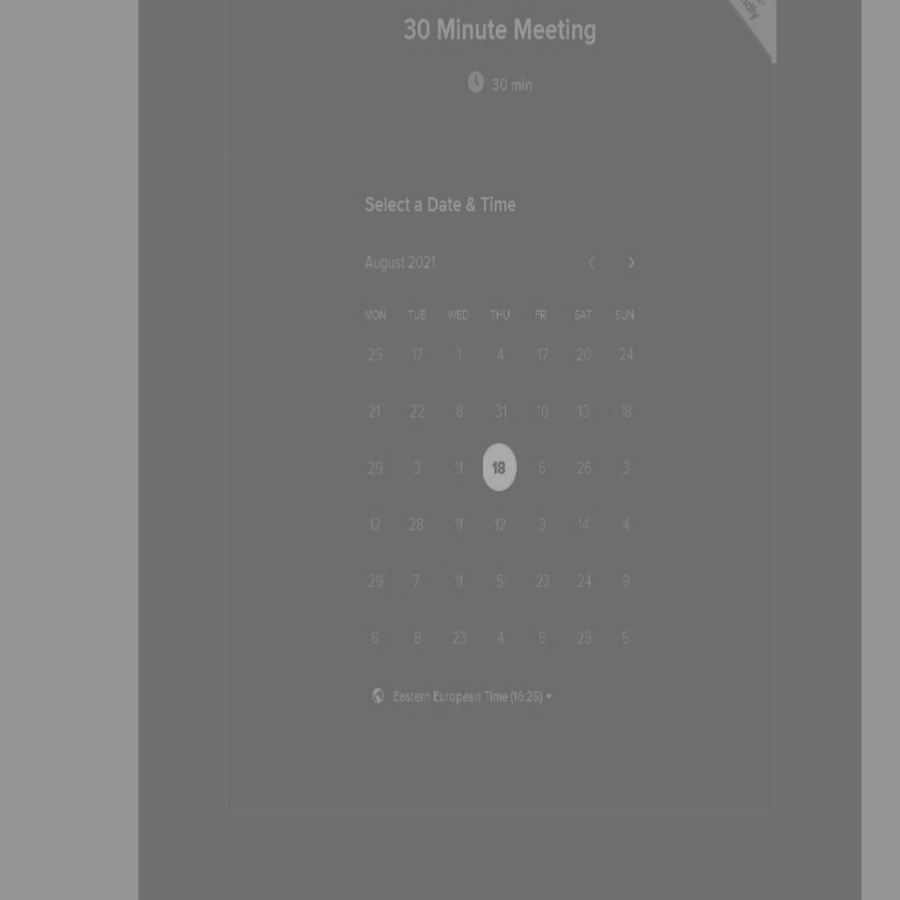 30 Minute Meeting
30 min
Select a Date & Time
August 2021
MON TUE WED THU FRI SAT SUN
25 17 1 4 17 20 24
21 22 8 31 10 13 18
29 3 11 18 6 26 3
12 28 11 12 3 14 4
29 7 11 5 23 24 9
6 8 23 4 6 25 5
Eastern European Time (16:28)